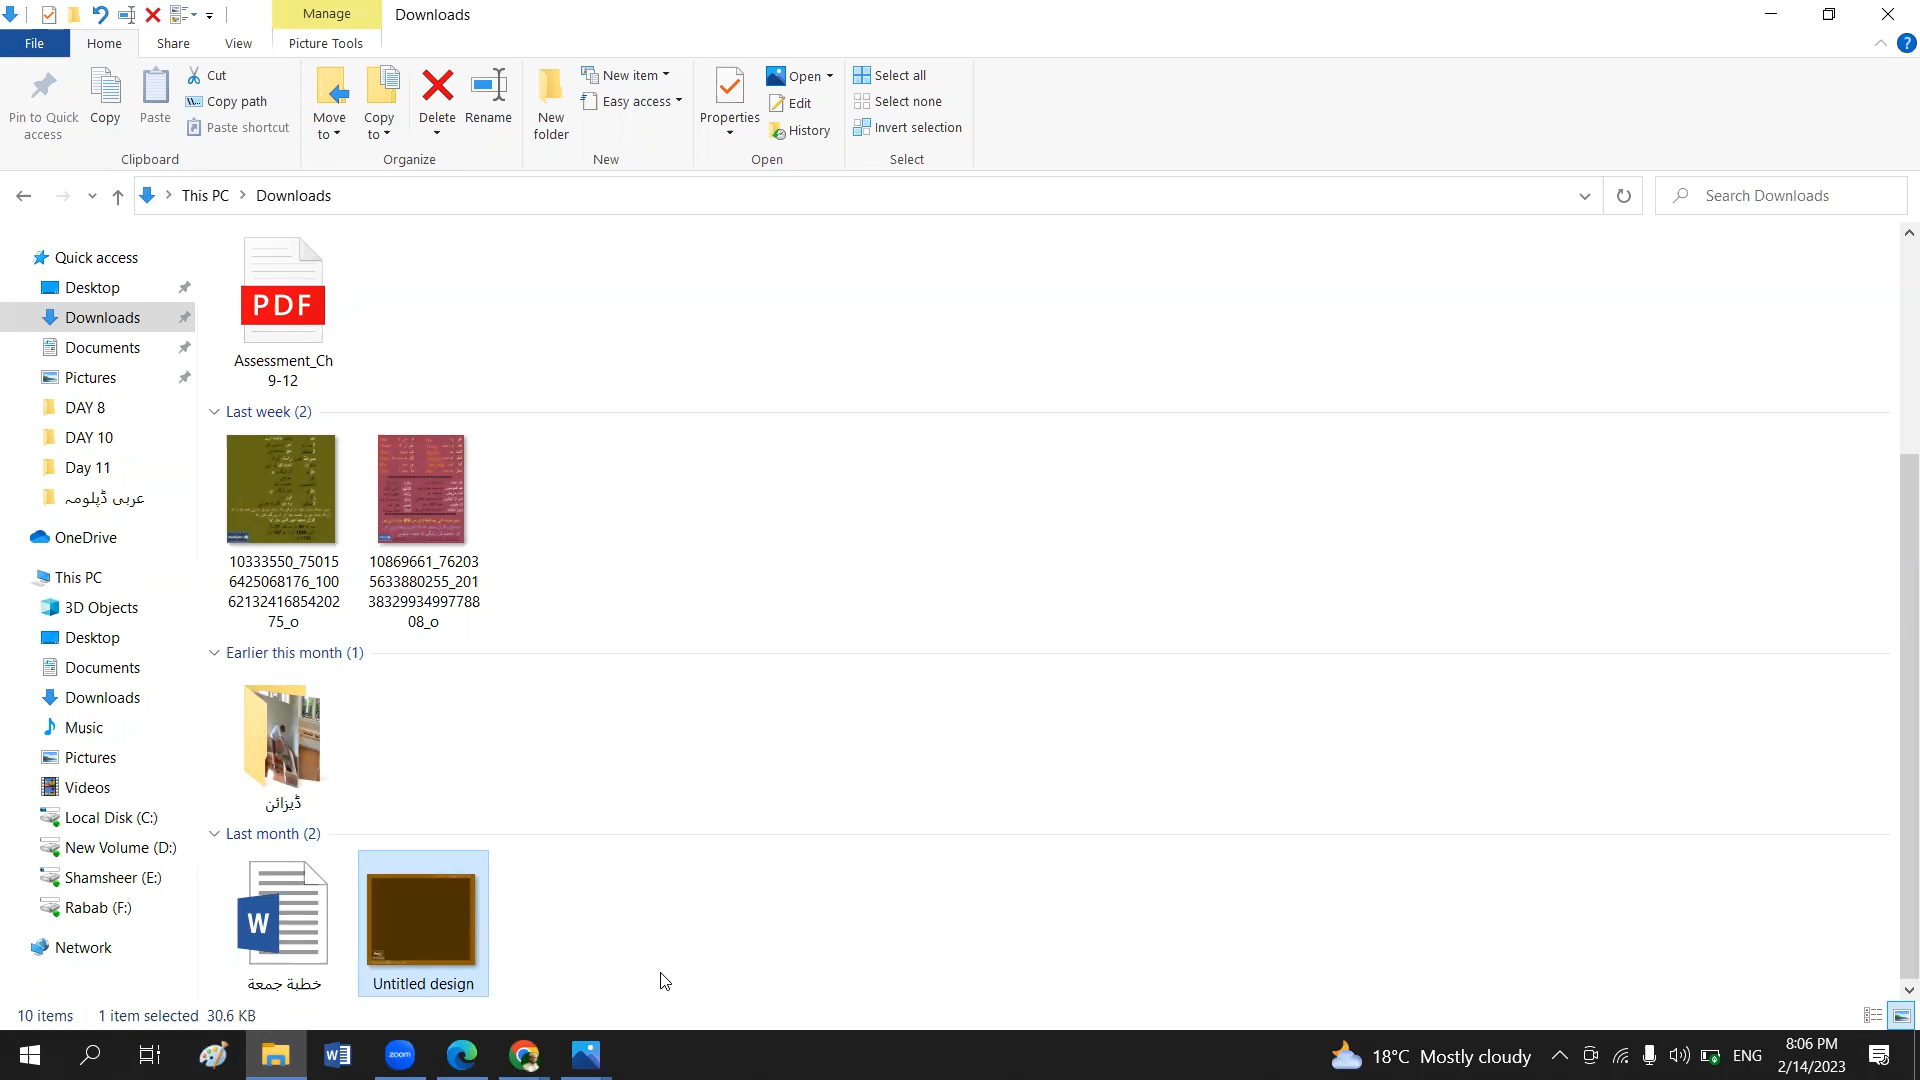 Manage
Downloads
File
Home
Share
View
Picture Tools
Pin to Quick access
Copy
Paste
Cut
Copy path
Paste shortcut
Clipboard
Move to
Copy to
Delete
Rename
Organize
New folder
New item
Easy access
New
Properties
Open
Edit
History
Open
Select all
Select none
Invert selection
Select
This PC
Downloads
Search Downloads
Quick access
Desktop
Downloads
Documents
Pictures
DAY 8
DAY 10
Day 11
عربی ڈپلومہ
OneDrive
This PC
3D Objects
Desktop
Documents
Downloads
Music
Pictures
Videos
Local Disk (C:)
New Volume (D:)
Shamsheer (E:)
Rabab (F:)
Network
PDF
Assessment_Ch
9-12
Last week (2)
10333550_75015
6425068176_100
62132416854202
75_o
10869661_76203
5633880255_201
38329934997788
08_o
Earlier this month (1)
ڈیزائن
Last month (2)
W
خطبة جمعة
Untitled design
10 items
1 item selected 30.6 KB
zoom
18°C Mostly cloudy
ENG
8:06 PM
2/14/2023